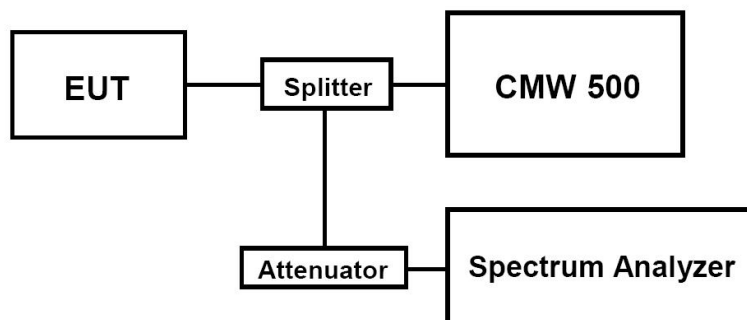 EUT
Splitter
CMW 500
Attenuator
Spectrum Analyzer